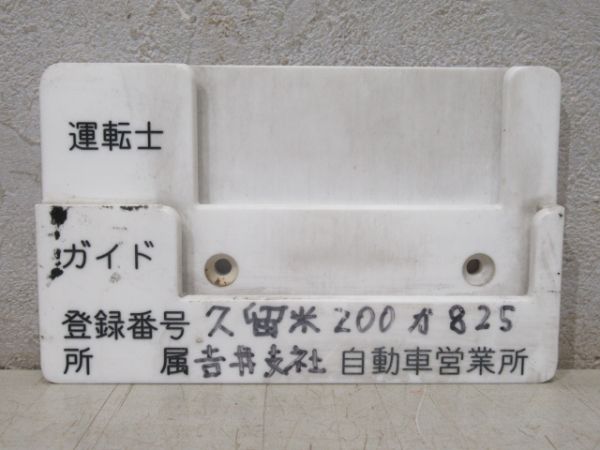 運転士
ガイド
登録番号 久留米200か825
所 属 吉井支社 自動車営業所